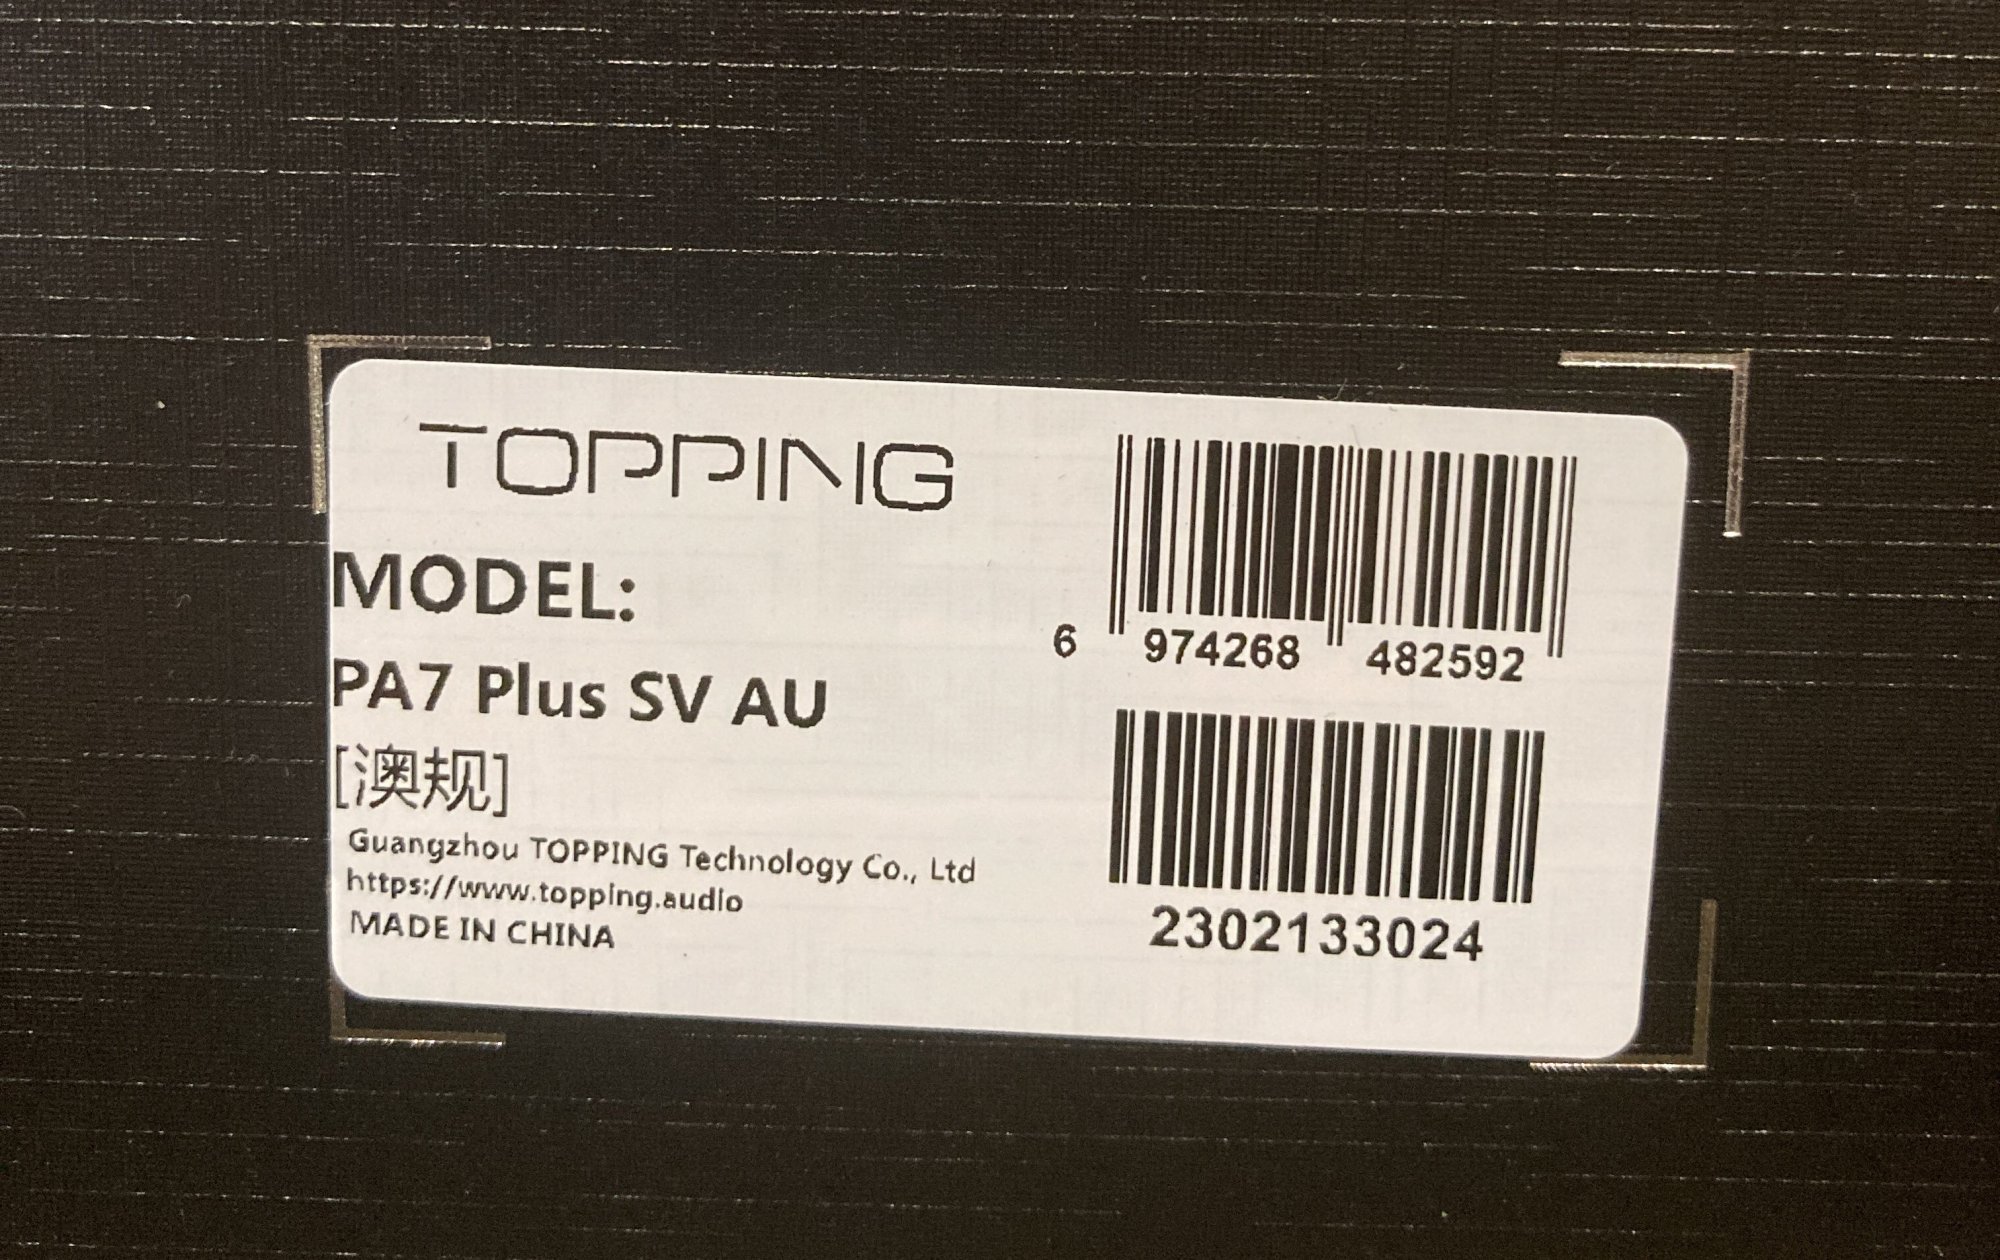 TOPPING
MODEL:
PA7 Plus SV AU
[澳规]
Guangzhou TOPPING Technology Co., Ltd
https://www.topping.audio
MADE IN CHINA
6 974268 482592
2302133024